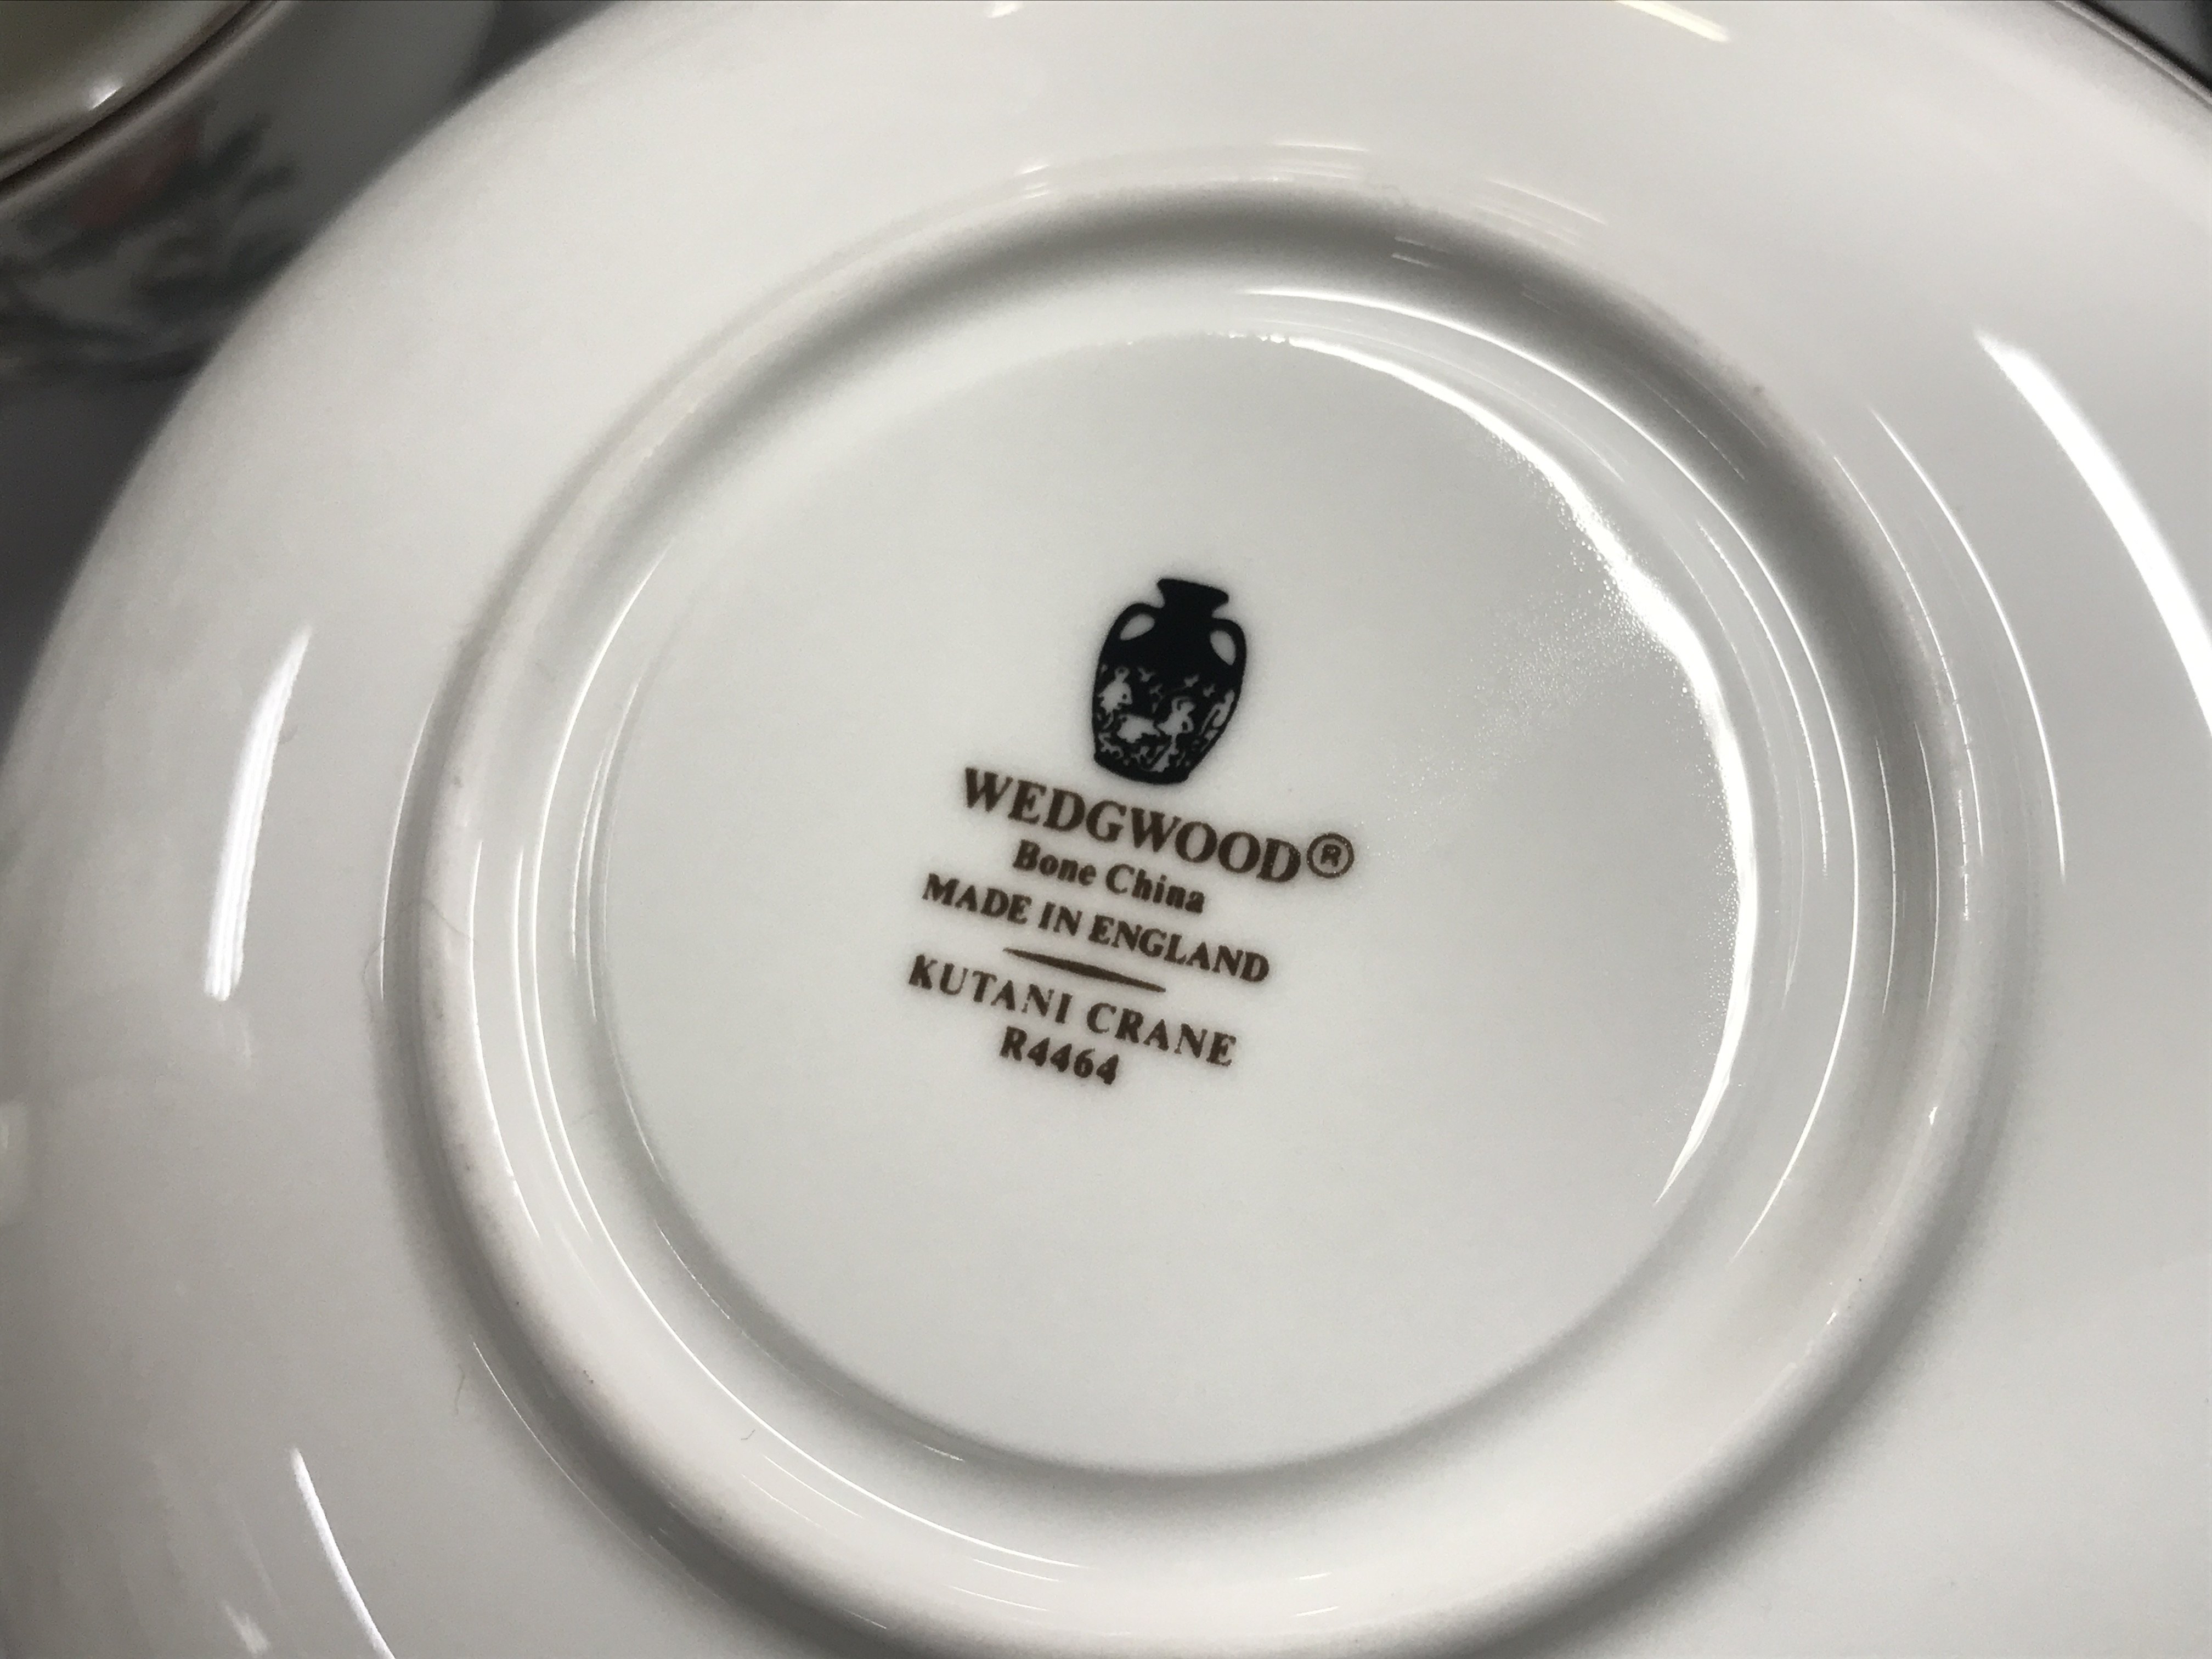 WEDGWOOD®
Bone China
MADE IN ENGLAND
KUTANI CRANE
R4464